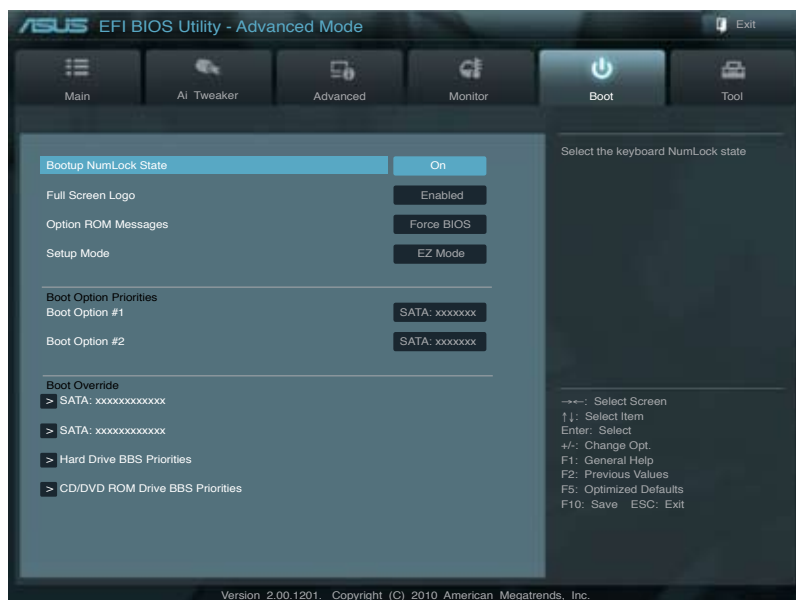 ASUS EFI BIOS Utility - Advanced Mode
Exit
Main
Ai Tweaker
Advanced
Monitor
Boot
Tool
Bootup NumLock State On
Full Screen Logo Enabled
Option ROM Messages Force BIOS
Setup Mode EZ Mode
Boot Option Priorities
Boot Option #1 SATA: xxxxxxx
Boot Option #2 SATA: xxxxxxx
Boot Override
> SATA: xxxxxxxxxxxx
> SATA: xxxxxxxxxxxx
> Hard Drive BBS Priorities
> CD/DVD ROM Drive BBS Priorities
Select the keyboard NumLock state
→←: Select Screen
↑↓: Select Item
Enter: Select
+/-: Change Opt.
F1: General Help
F2: Previous Values
F5: Optimized Defaults
F10: Save ESC: Exit
Version 2.00.1201. Copyright (C) 2010 American Megatrends, Inc.